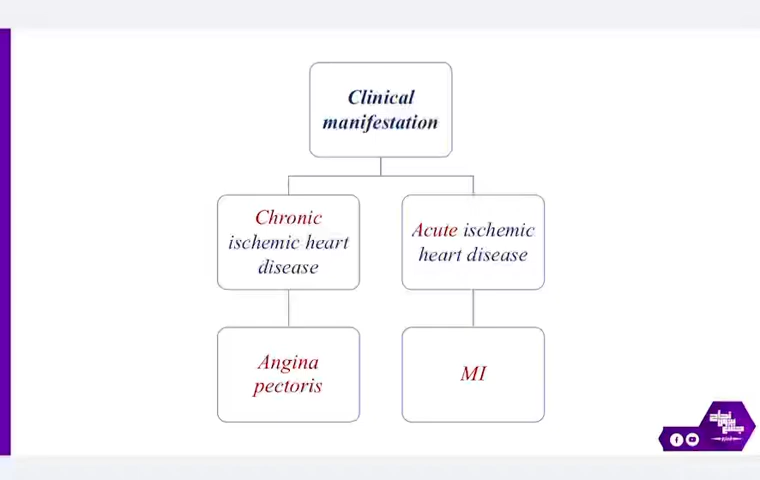 Clinical
manifestation
Chronic
ischemic heart
disease
Acute ischemic
heart disease
Angina
pectoris
MI